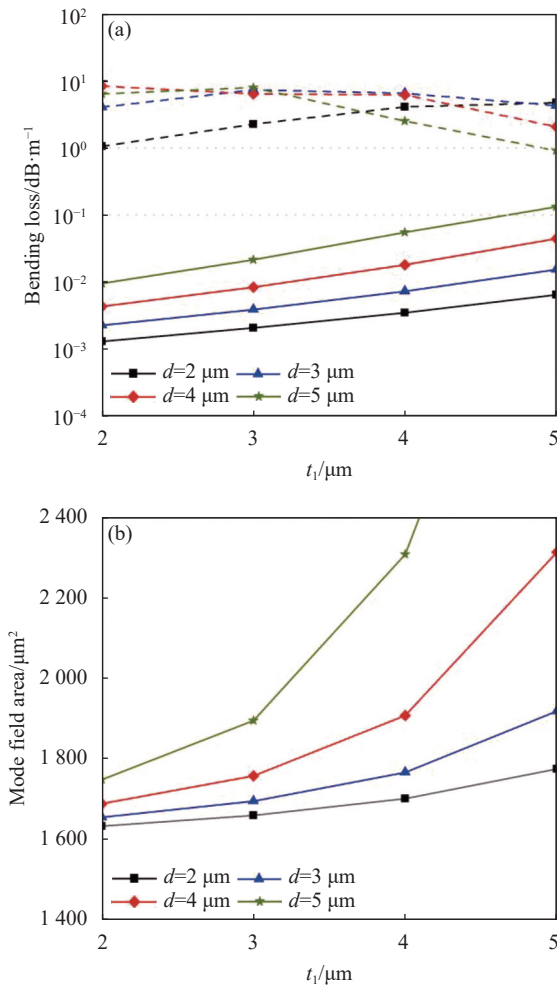 (a)
Bending loss/dB·m⁻¹
10²
10¹
10⁰
10⁻¹
10⁻²
10⁻³
10⁻⁴
d=2 μm d=3 μm
d=4 μm d=5 μm
2 3 4 5
t₁/μm
(b)
Mode field area/μm²
2 400
2 200
2 000
1 800
1 600
1 400
d=2 μm d=3 μm
d=4 μm d=5 μm
2 3 4 5
t₁/μm